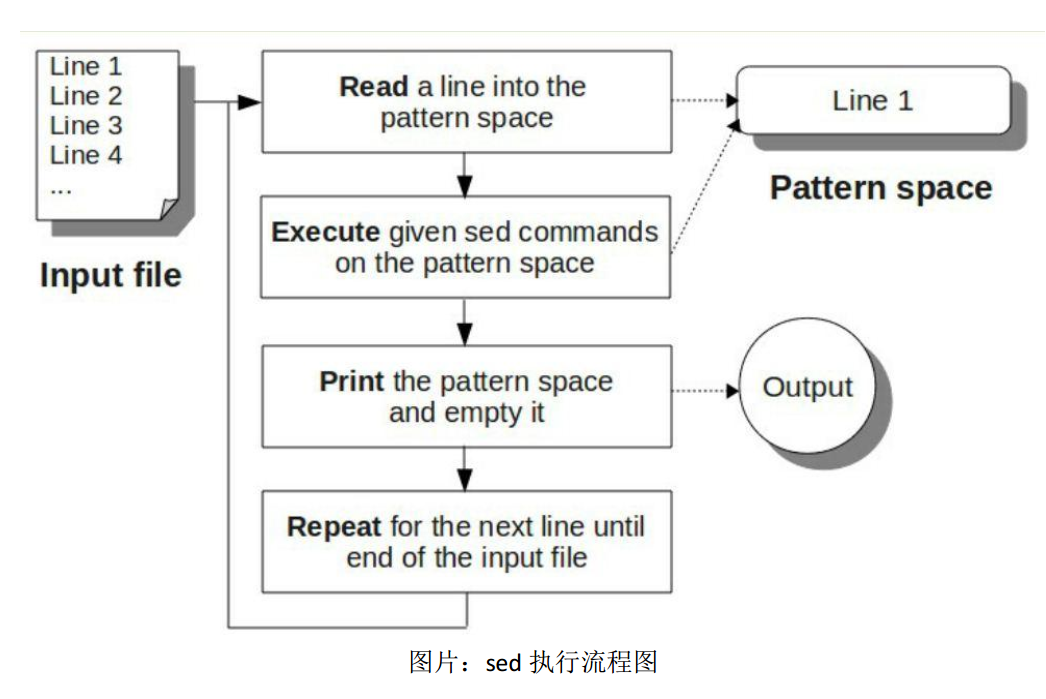 Line 1
Line 2
Line 3
Line 4
...
Input file
Read a line into the
pattern space
Line 1
Pattern space
Execute given sed commands
on the pattern space
Print the pattern space
and empty it
Output
Repeat for the next line until
end of the input file
图片：sed 执行流程图